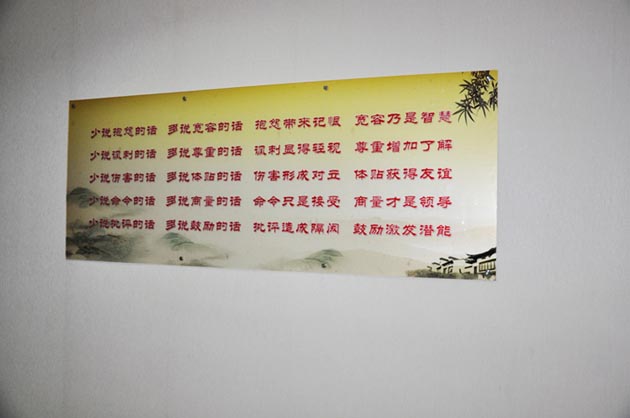 少说抱怨的话 多说宽容的话 抱怨带来记恨 宽容乃是智慧
少说讽刺的话 多说尊重的话 讽刺显得轻视 尊重增加了解
少说伤害的话 多说体贴的话 伤害形成对立 体贴获得友谊
少说命令的话 多说商量的话 命令只是接受 商量才是领导
少说批评的话 多说鼓励的话 批评造成隔阂 鼓励激发潜能